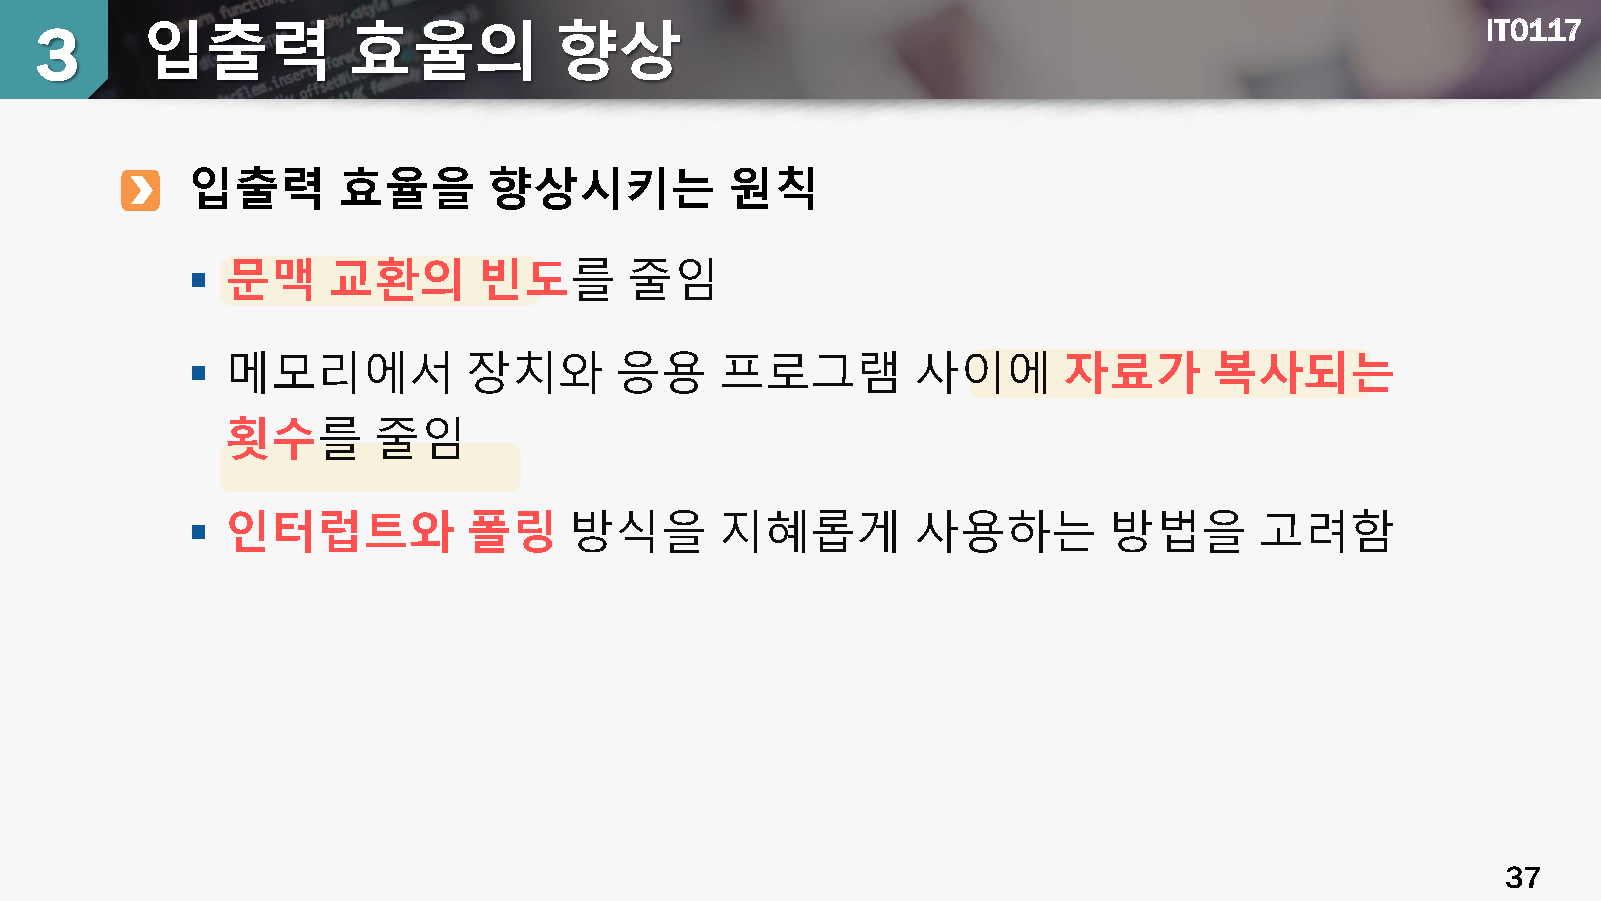 3
입출력 효율의 향상
IT0117
입출력 효율을 향상시키는 원칙
문맥 교환의 빈도를 줄임
메모리에서 장치와 응용 프로그램 사이에 자료가 복사되는
횟수를 줄임
인터럽트와 폴링 방식을 지혜롭게 사용하는 방법을 고려함
37